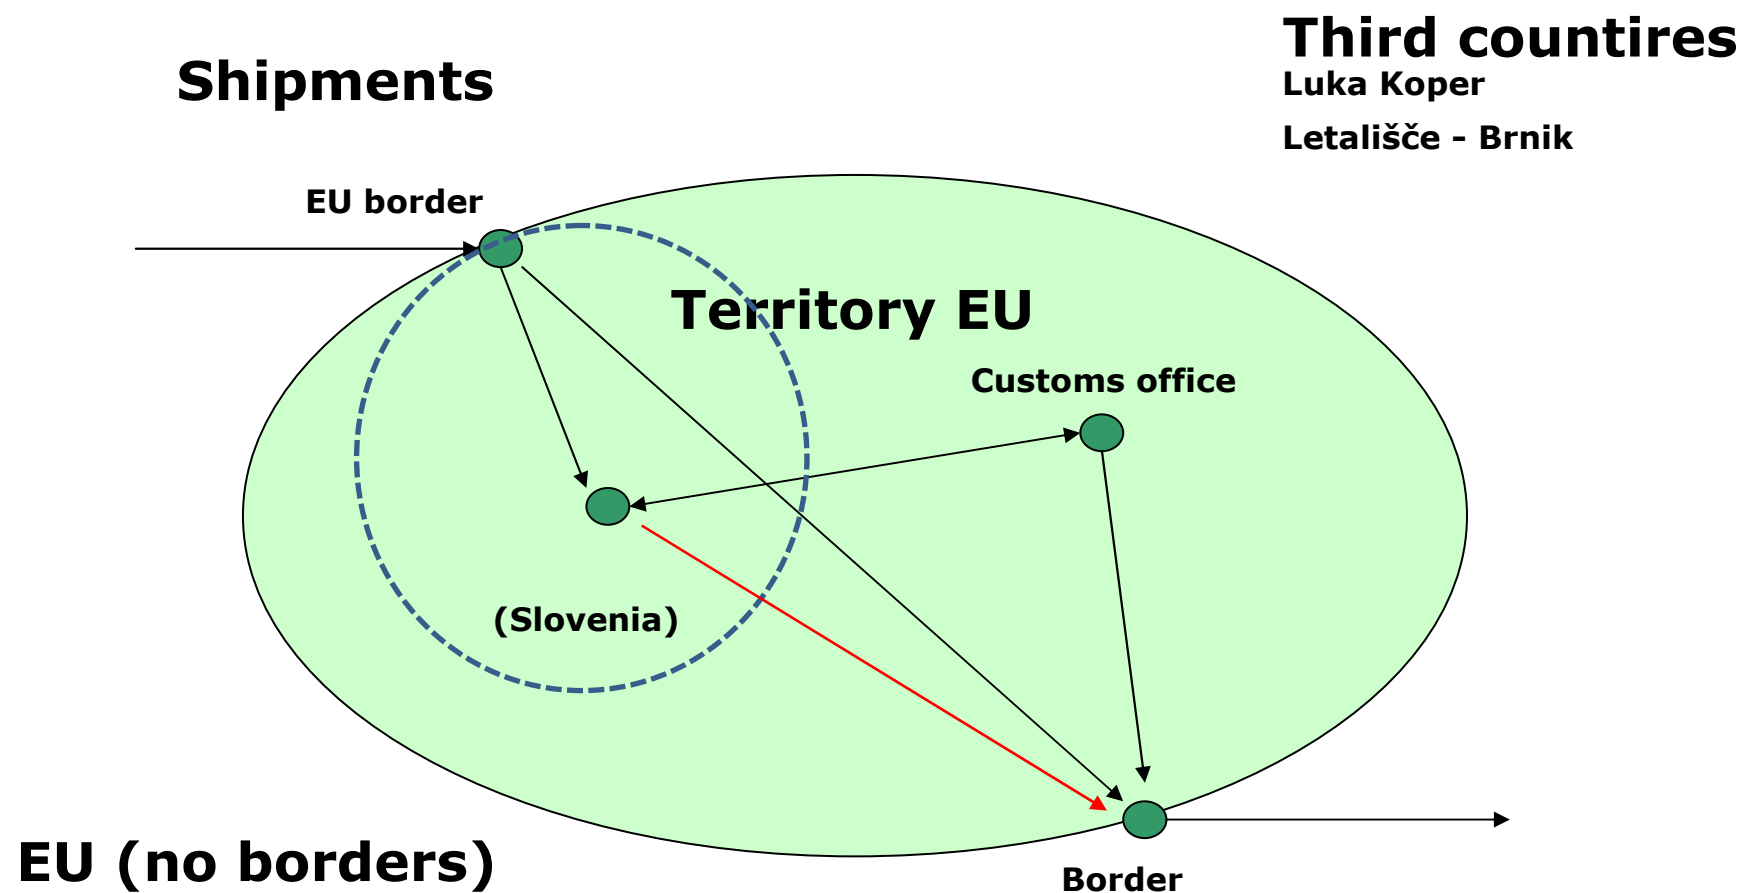 Third countires
Shipments
Luka Koper
Letališče - Brnik
EU border
Territory EU
Customs office
(Slovenia)
EU (no borders)
Border